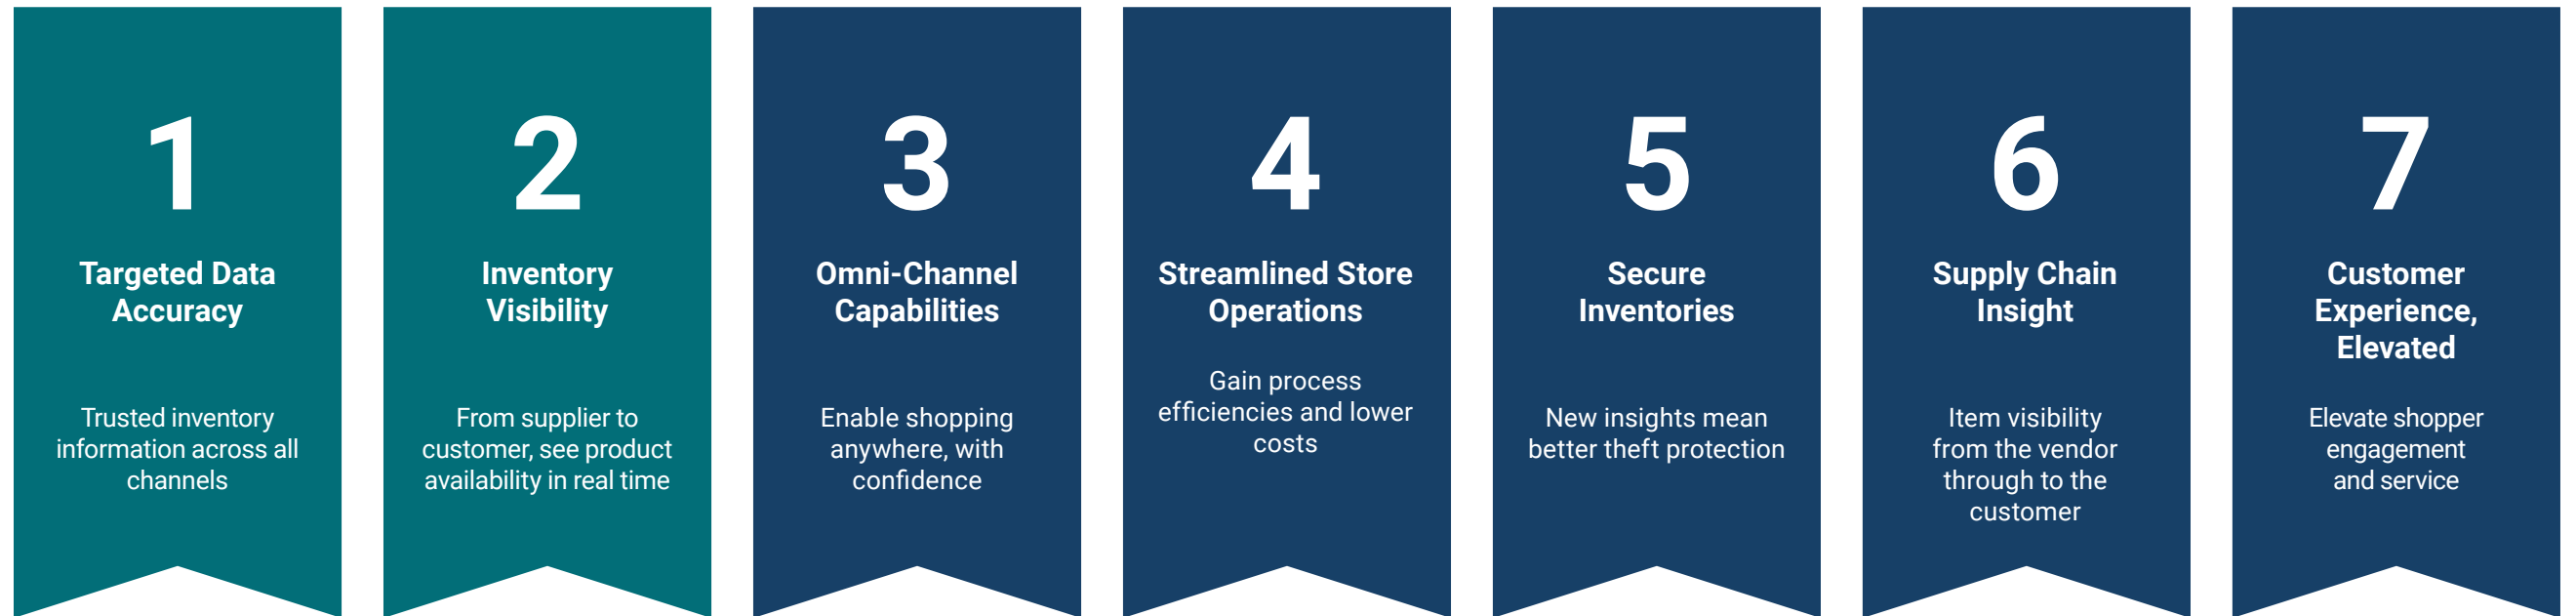 1
Targeted Data
Accuracy
Trusted inventory
information across all
channels
2
Inventory
Visibility
From supplier to
customer, see product
availability in real time
3
Omni-Channel
Capabilities
Enable shopping
anywhere, with
confidence
4
Streamlined Store
Operations
Gain process
efficiencies and lower
costs
5
Secure
Inventories
New insights mean
better theft protection
6
Supply Chain
Insight
Item visibility
from the vendor
through to the
customer
7
Customer
Experience,
Elevated
Elevate shopper
engagement
and service